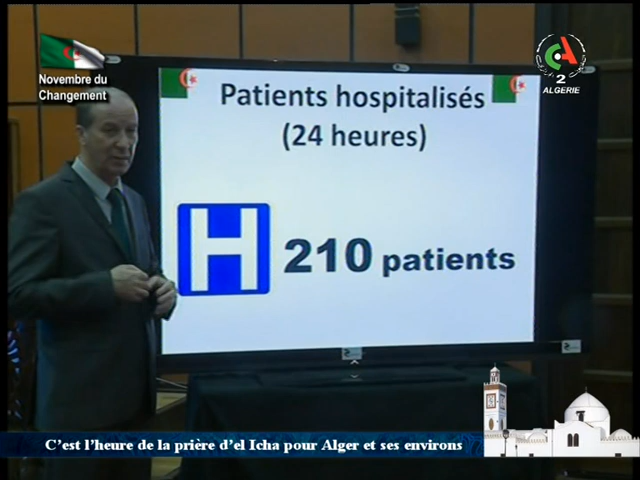 Novembre du
Changement
CA
2
ALGERIE
Patients hospitalisés
(24 heures)
H
210 patients
C'est l'heure de la prière d'el Icha pour Alger et ses environs